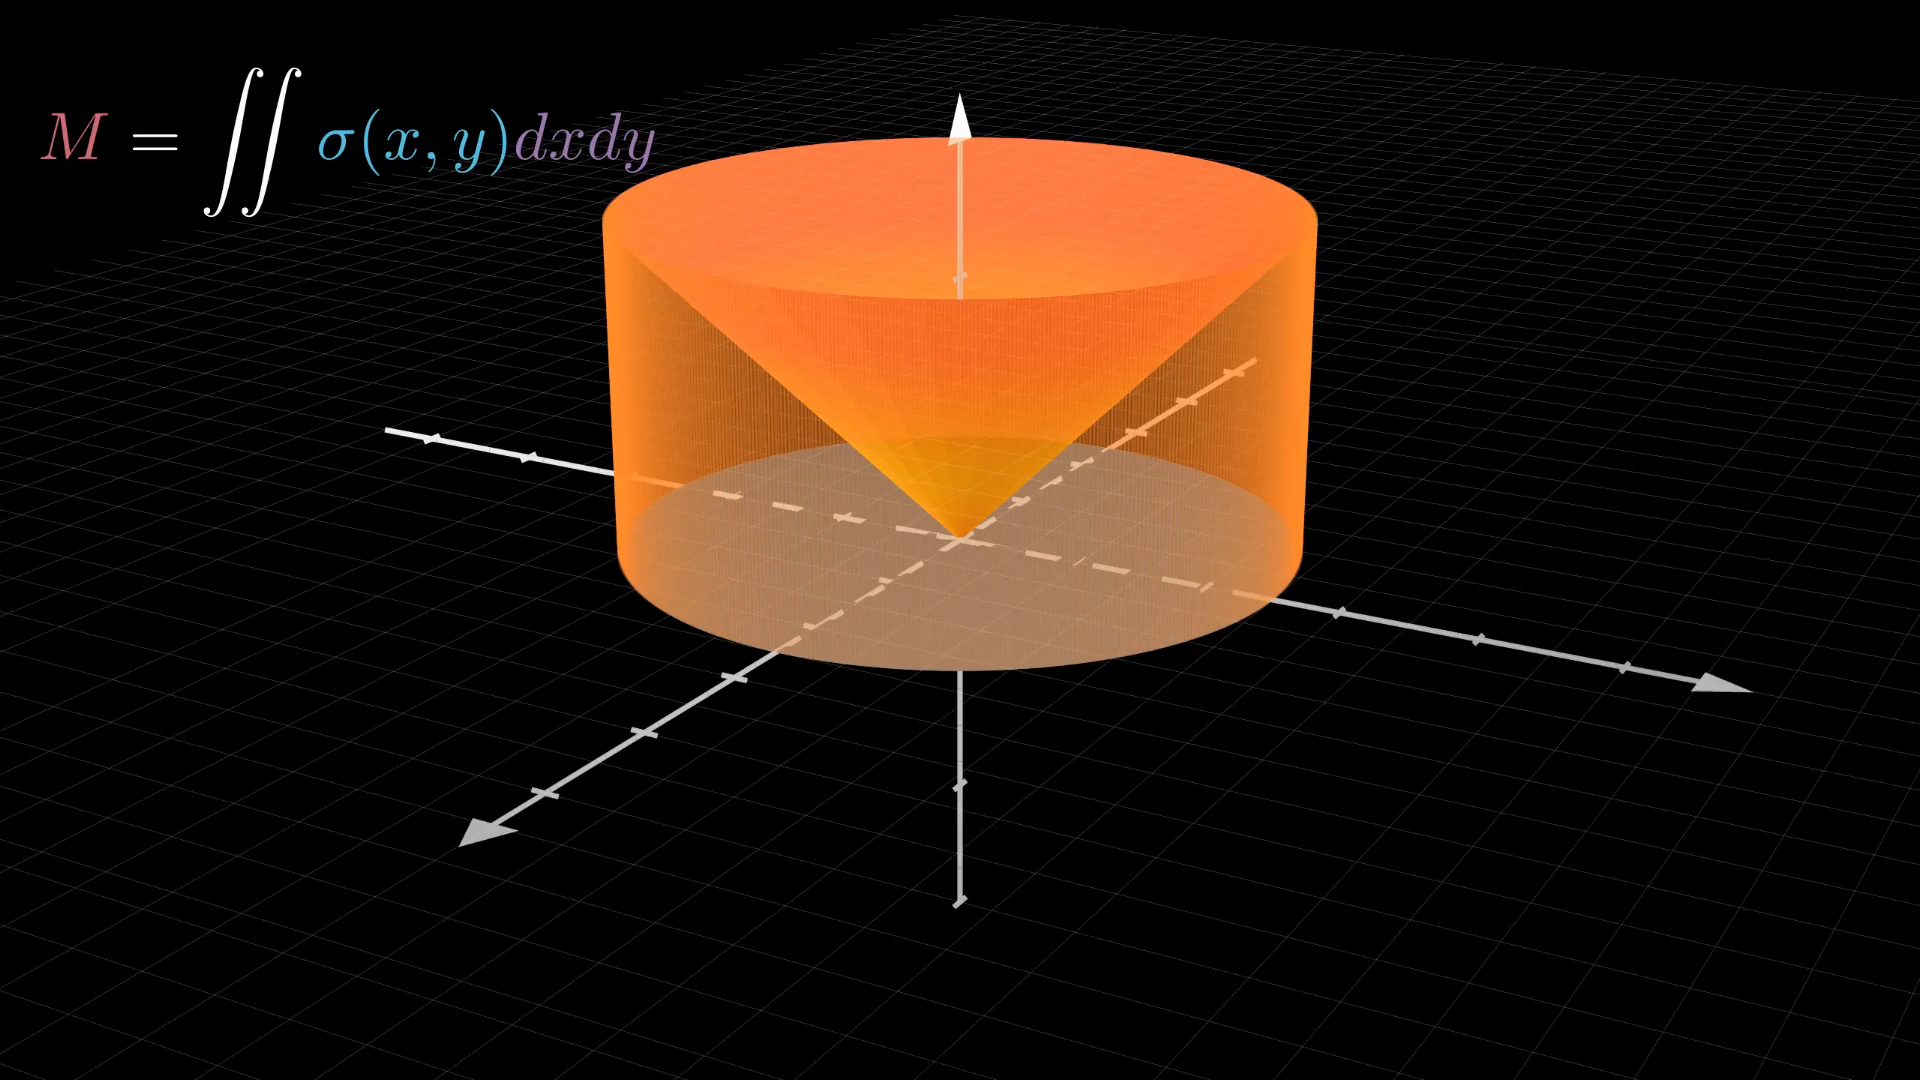 M = ∬ σ(x, y)dxdy